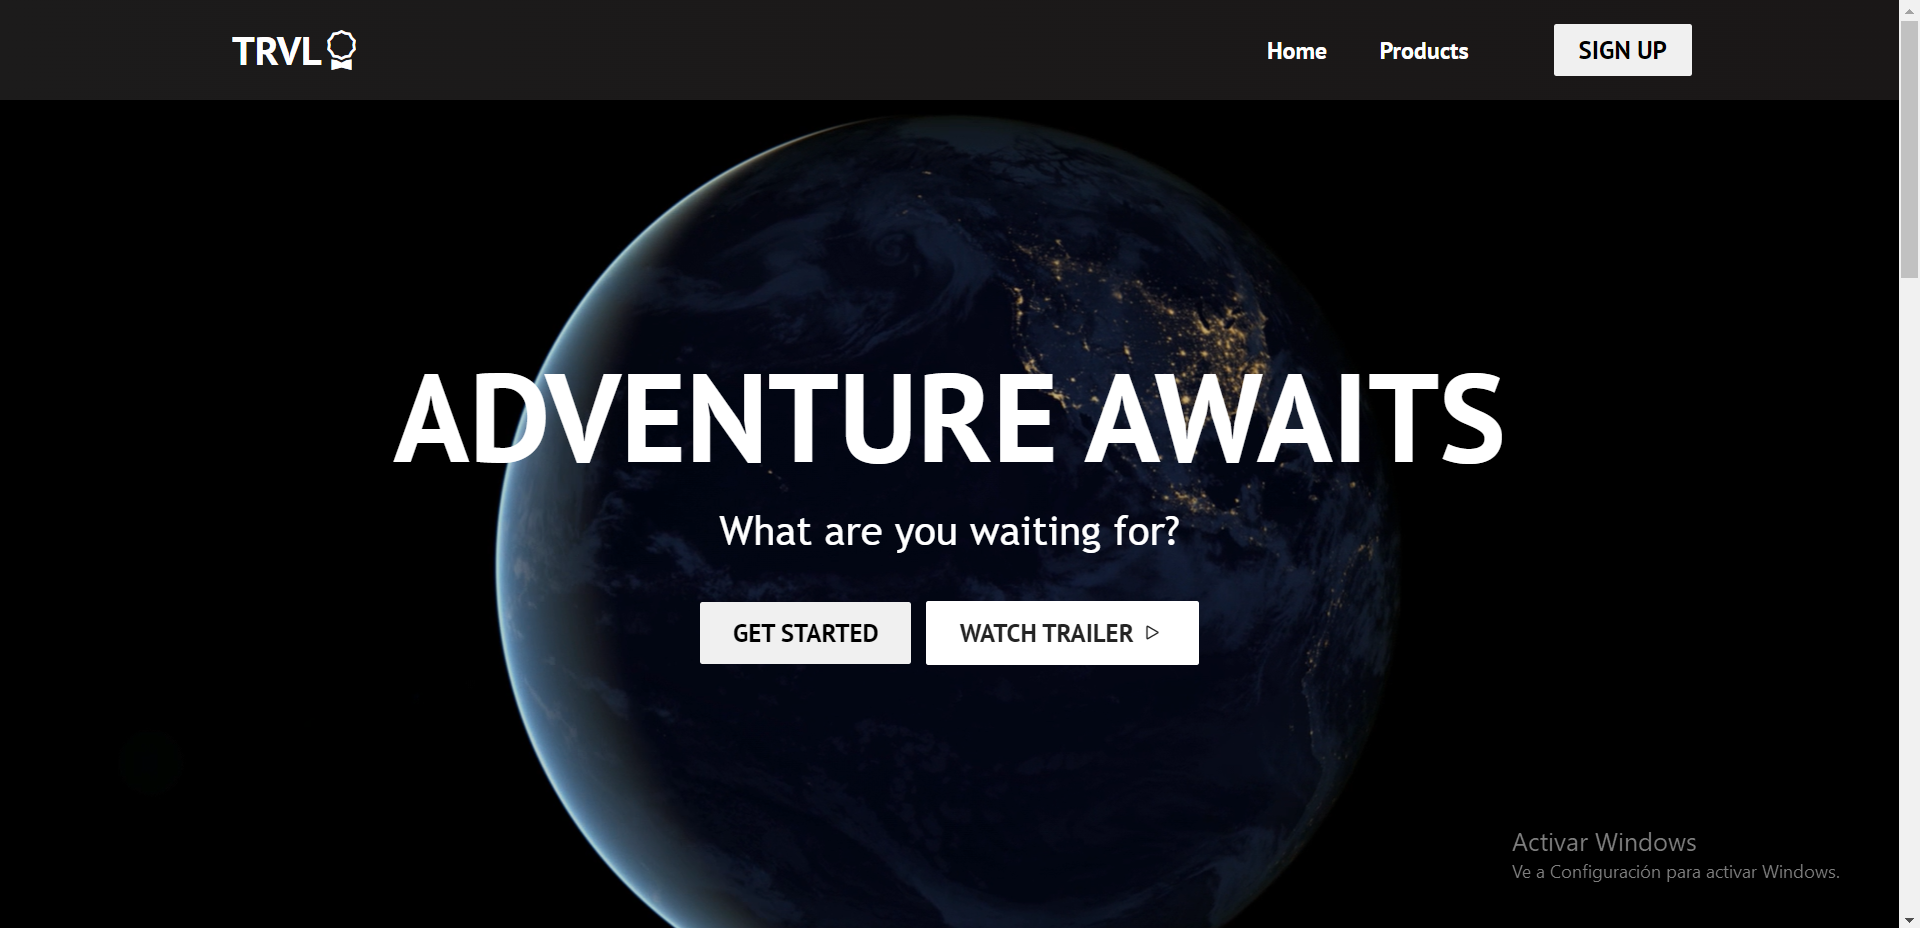 TRVL
Home
Products
SIGN UP
ADVENTURE AWAITS
What are you waiting for?
GET STARTED
WATCH TRAILER
Activar Windows
Ve a Configuración para activar Windows.